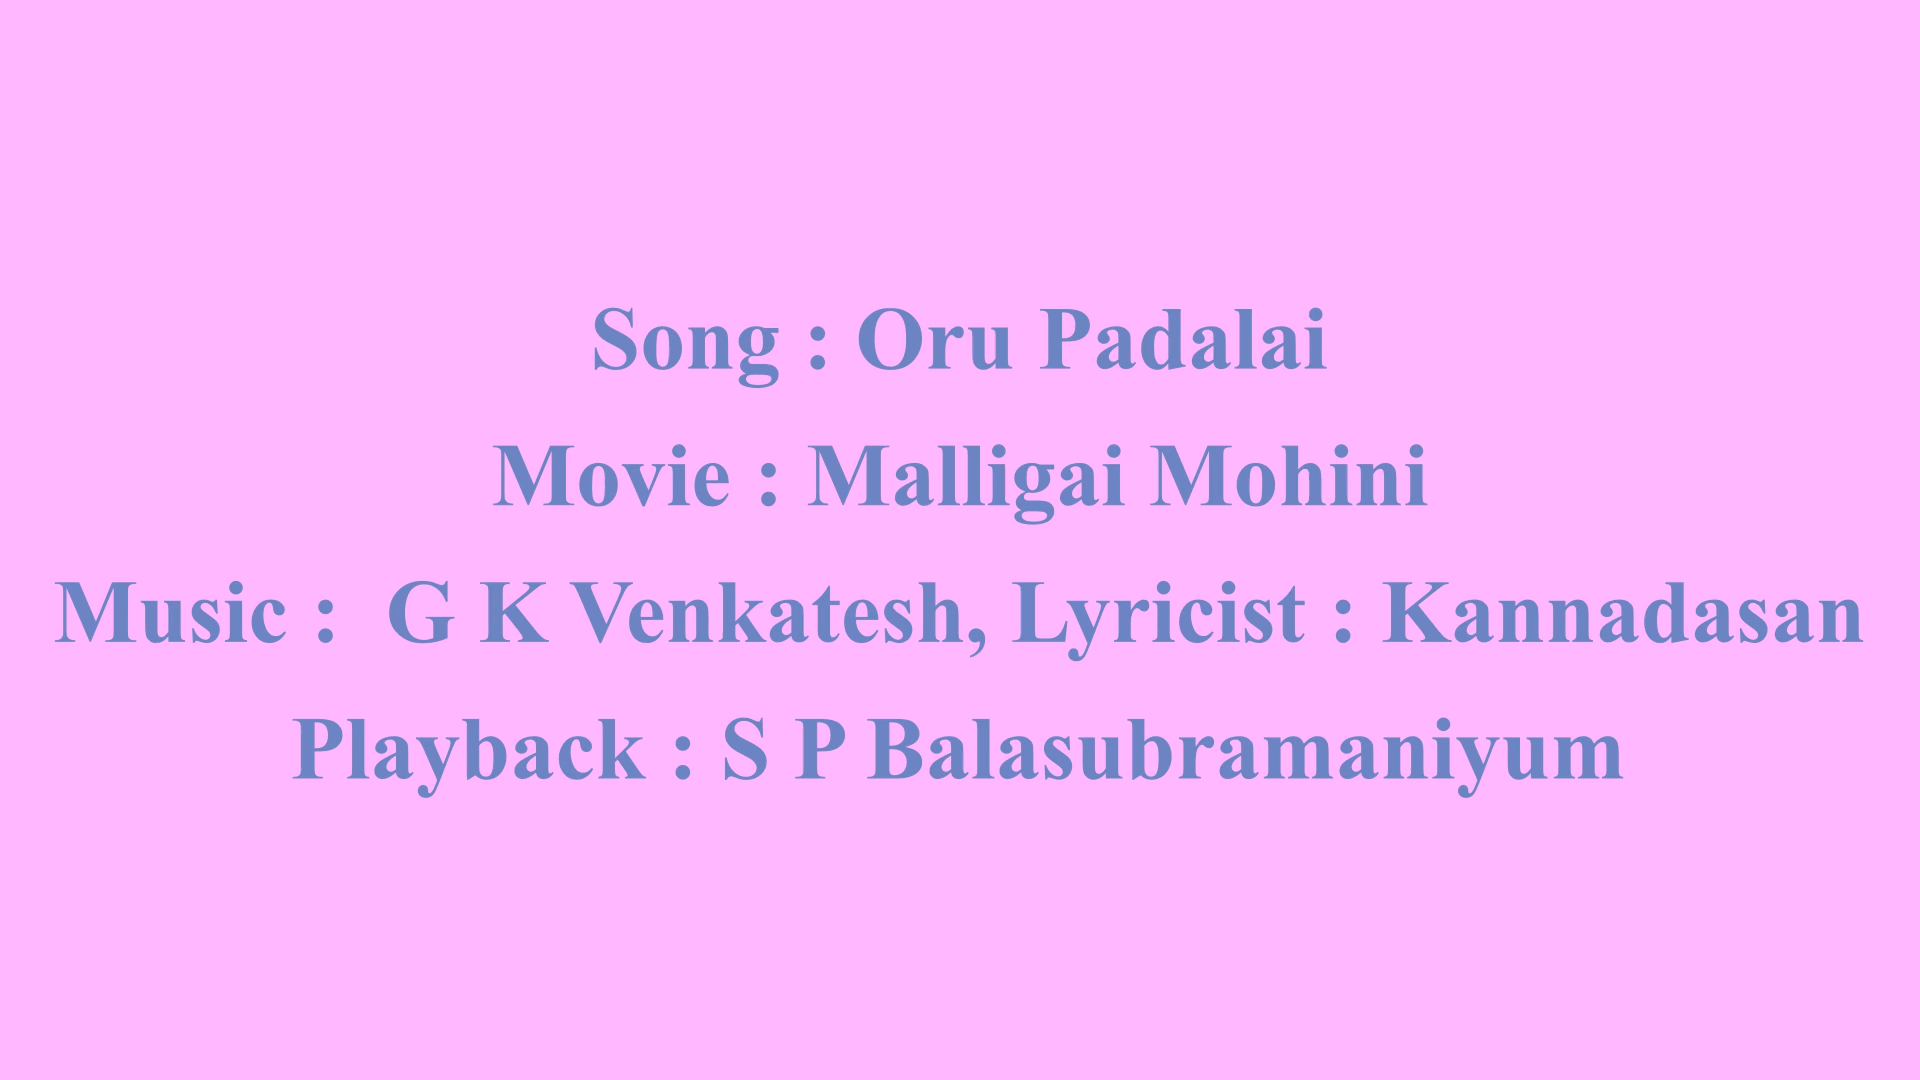 Song : Oru Padalai
Movie : Malligai Mohini
Music :  G K Venkatesh, Lyricist : Kannadasan
Playback : S P Balasubramaniyum